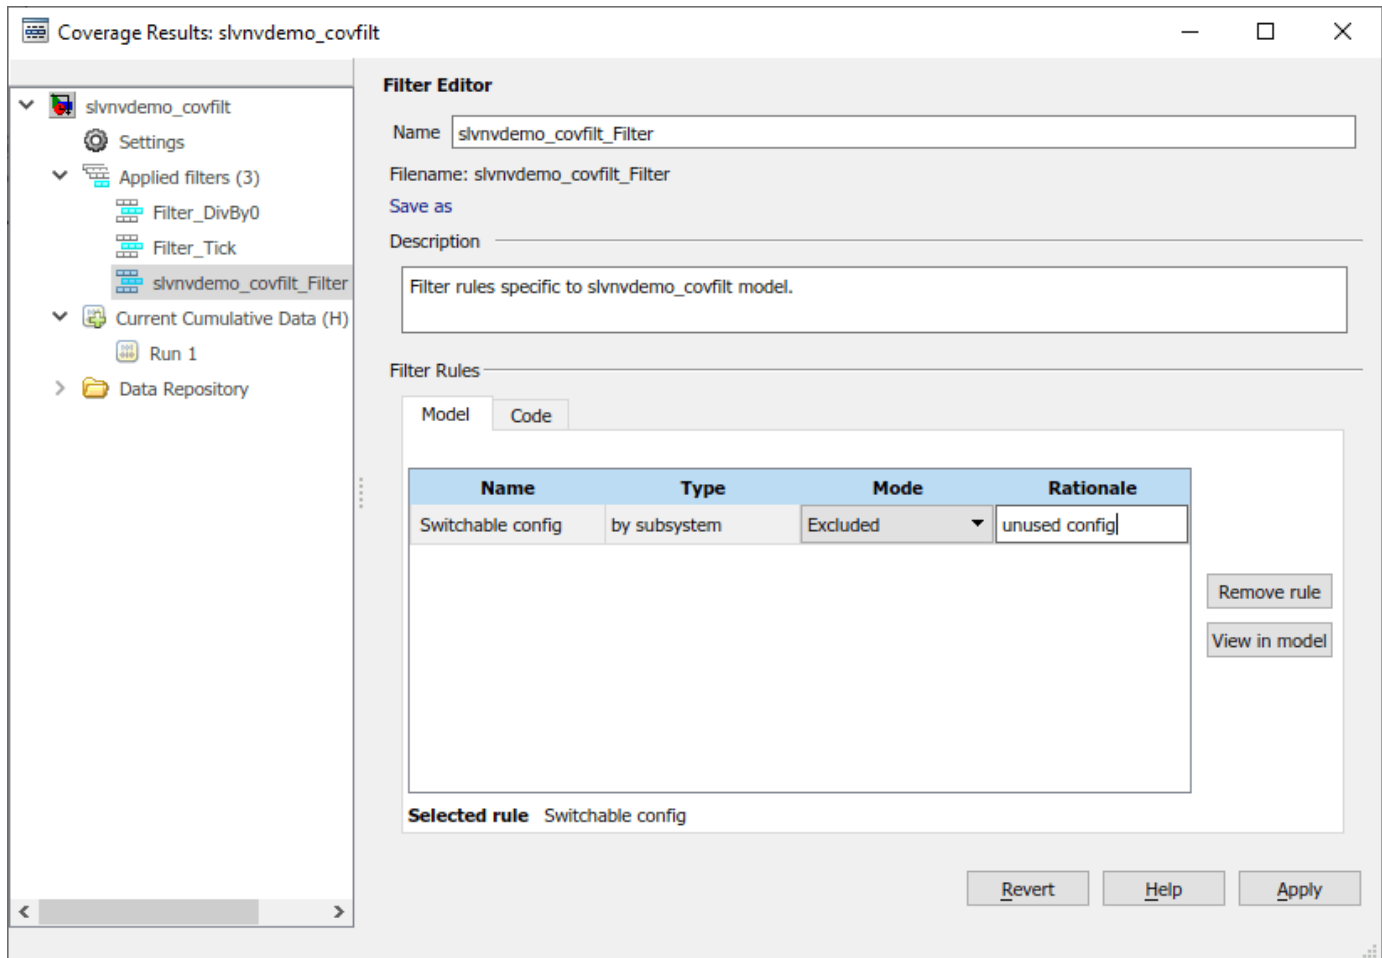 Coverage Results: slvnvdemo_covfilt
slvnvdemo_covfilt
Settings
Applied filters (3)
Filter_DivBy0
Filter_Tick
slvnvdemo_covfilt_Filter
Current Cumulative Data (H)
Run 1
Data Repository
Filter Editor
Name slvnvdemo_covfilt_Filter
Filename: slvnvdemo_covfilt_Filter
Save as
Description
Filter rules specific to slvnvdemo_covfilt model.
Filter Rules
Model Code
Name Type Mode Rationale
Switchable config by subsystem Excluded unused config
Remove rule
View in model
Selected rule Switchable config
Revert Help Apply